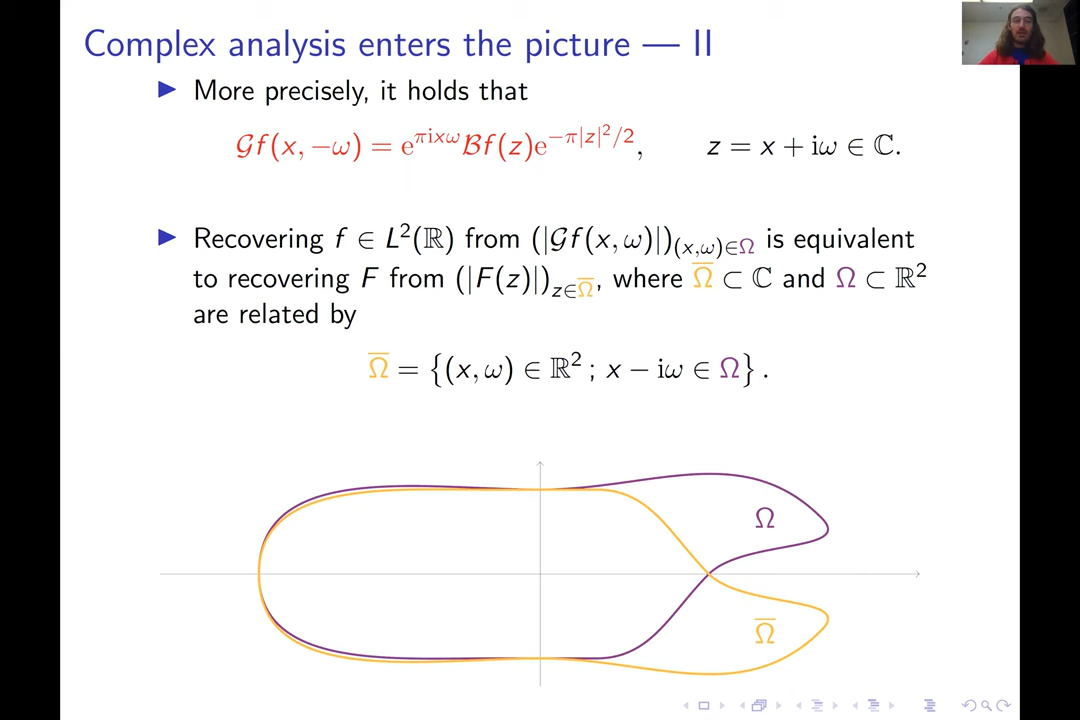 Complex analysis enters the picture — II
▶ More precisely, it holds that
𝒢f(x, −ω) = e^{πixω}ℬf(z)e^{−π|z|²/2}, z = x + iω ∈ ℂ.
▶ Recovering f ∈ L²(ℝ) from (|𝒢f(x, ω)|)_{(x,ω)∈Ω} is equivalent
to recovering F from (|F(z)|)_{z∈Ω̅}, where Ω̅ ⊂ ℂ and Ω ⊂ ℝ²
are related by
Ω̅ = {(x, ω) ∈ ℝ² ; x − iω ∈ Ω} .
Ω
Ω̅